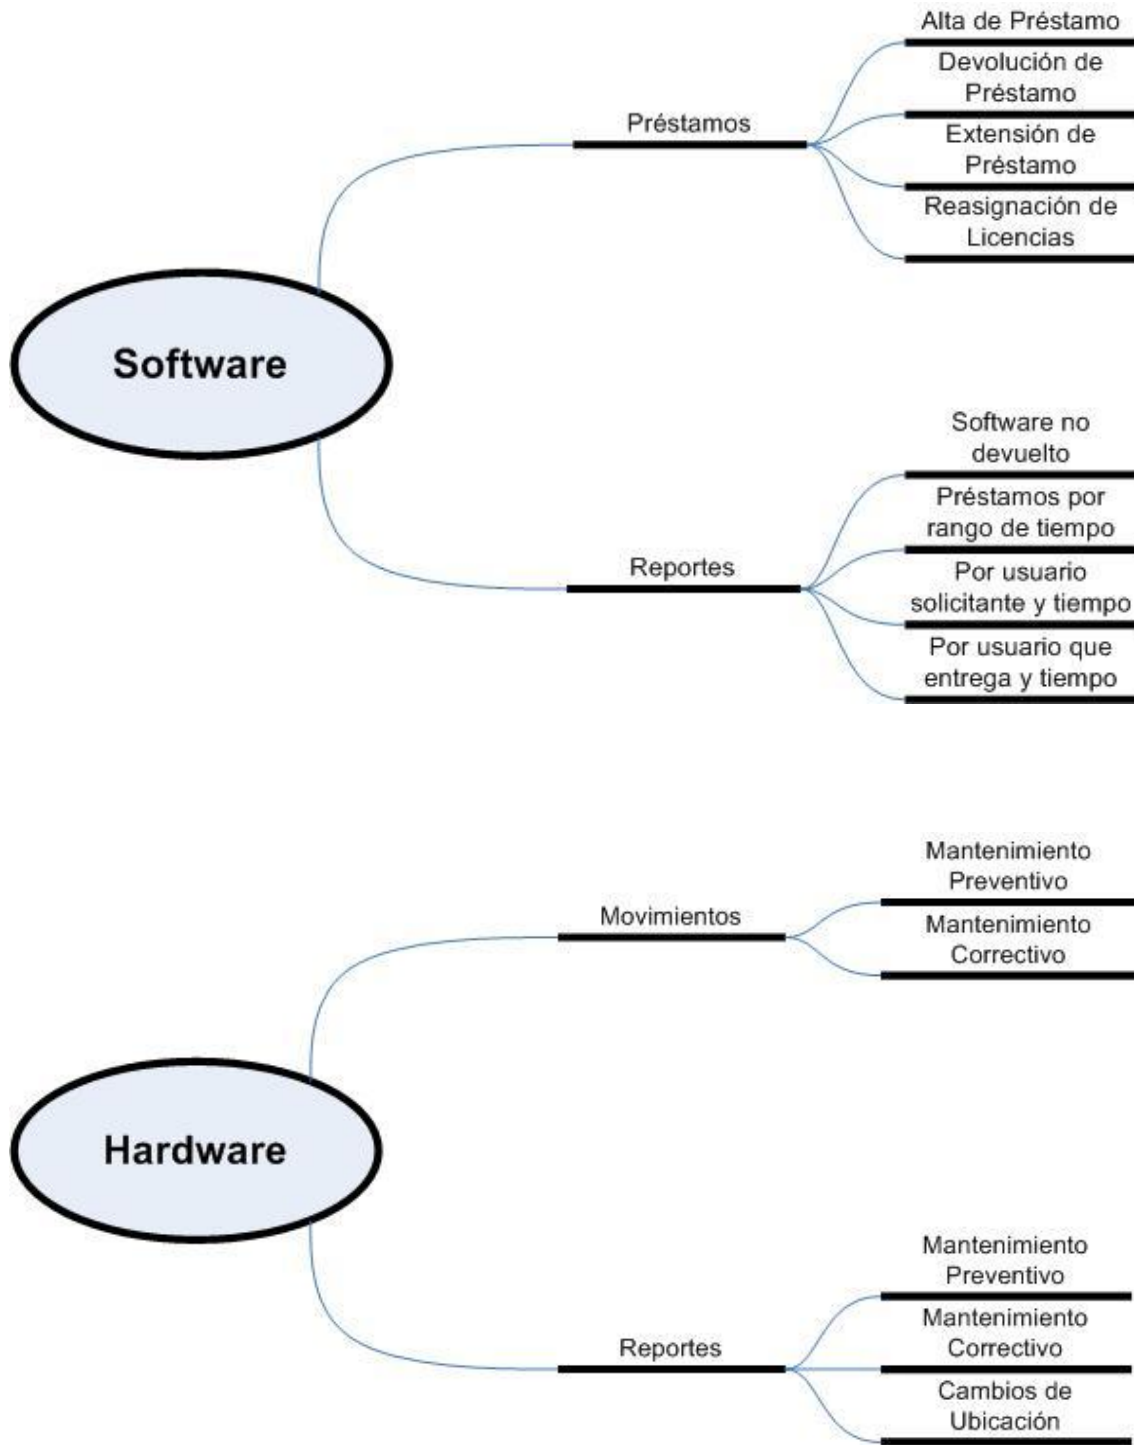 Alta de Préstamo
Devolución de
Préstamo
Préstamos
Extensión de
Préstamo
Reasignación de
Licencias
Software
Software no
devuelto
Préstamos por
rango de tiempo
Reportes
Por usuario
solicitante y tiempo
Por usuario que
entrega y tiempo
Mantenimiento
Preventivo
Movimientos
Mantenimiento
Correctivo
Hardware
Mantenimiento
Preventivo
Reportes
Mantenimiento
Correctivo
Cambios de
Ubicación